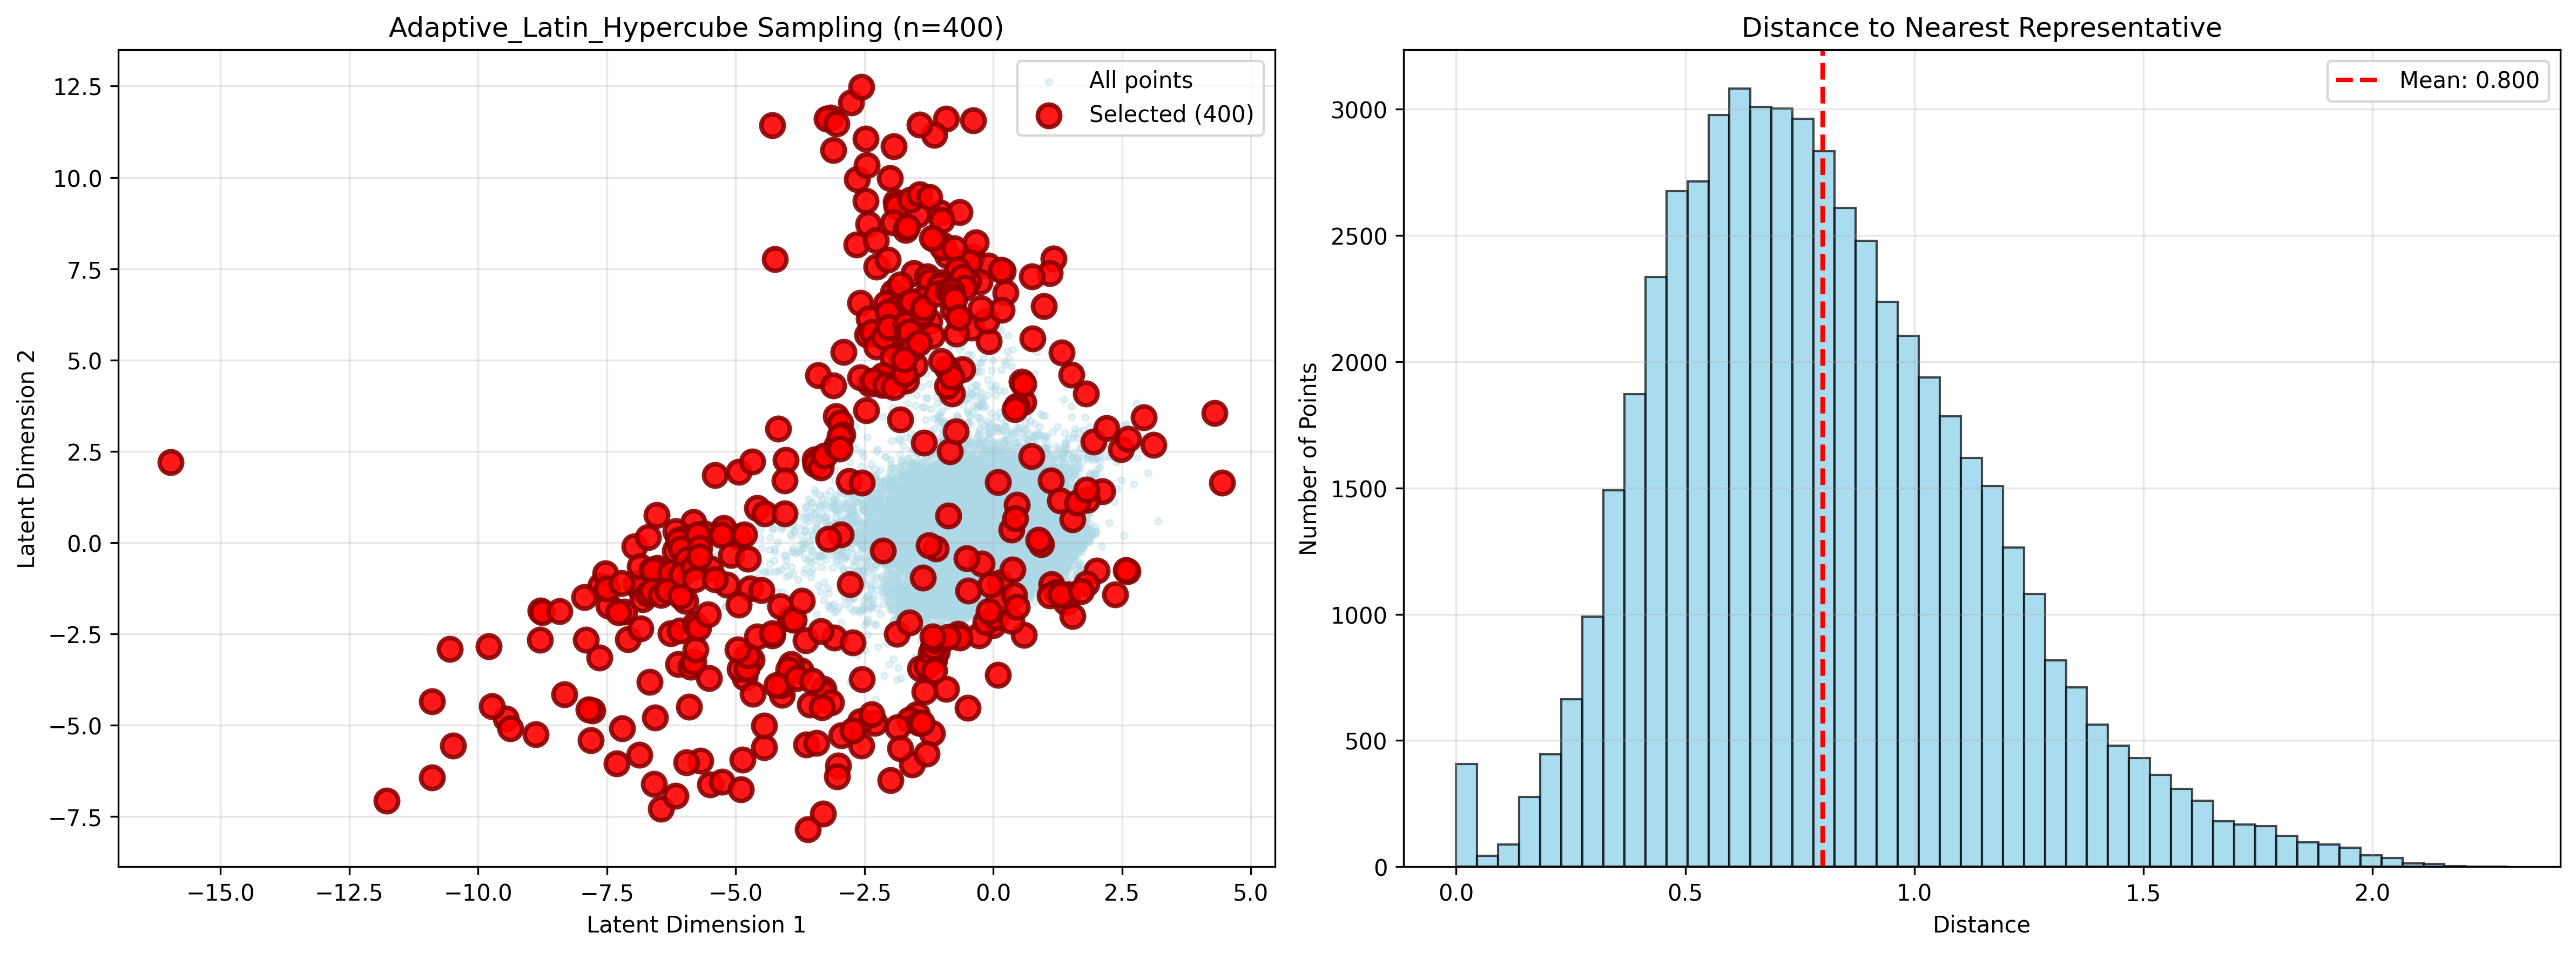 Adaptive_Latin_Hypercube Sampling (n=400)
All points
Selected (400)
12.5
10.0
7.5
5.0
2.5
0.0
−2.5
−5.0
−7.5
Latent Dimension 2
−15.0 −12.5 −10.0 −7.5 −5.0 −2.5 0.0 2.5 5.0
Latent Dimension 1
Distance to Nearest Representative
Mean: 0.800
3000
2500
2000
1500
1000
500
0
Number of Points
0.0 0.5 1.0 1.5 2.0
Distance